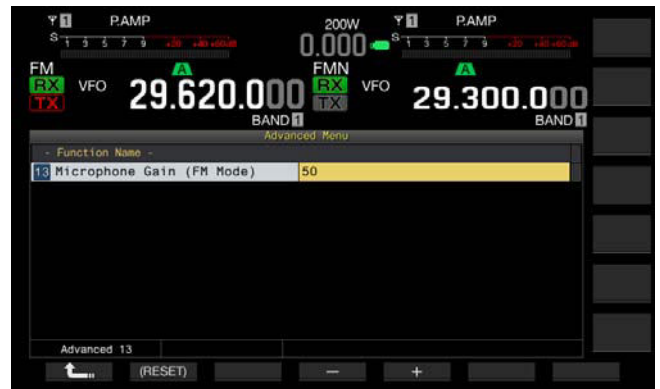 1 P.AMP 200W 1 P.AMP
S 1 3 5 7 9 +20 +40 +60dB 0.000 S 1 3 5 7 9 +20 +40 +60dB
FM A FMN A
RX VFO 29.620.000 RX VFO 29.300.000
TX TX
BAND 1 BAND 1
Advanced Menu
- Function Name -
13 Microphone Gain (FM Mode) 50
Advanced 13
(RESET) − +